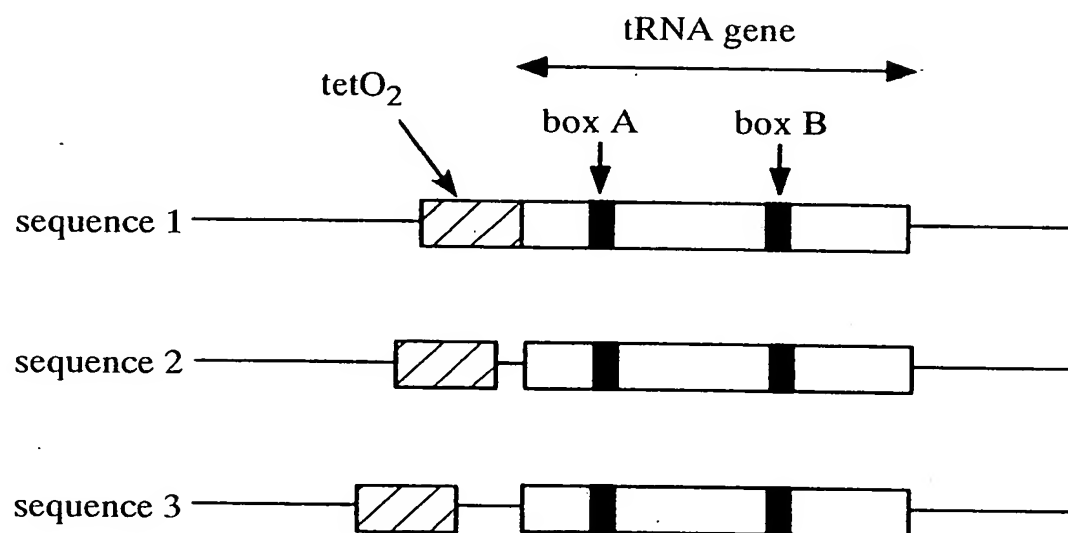 tRNA gene
tetO₂
box A
box B
sequence 1
sequence 2
sequence 3